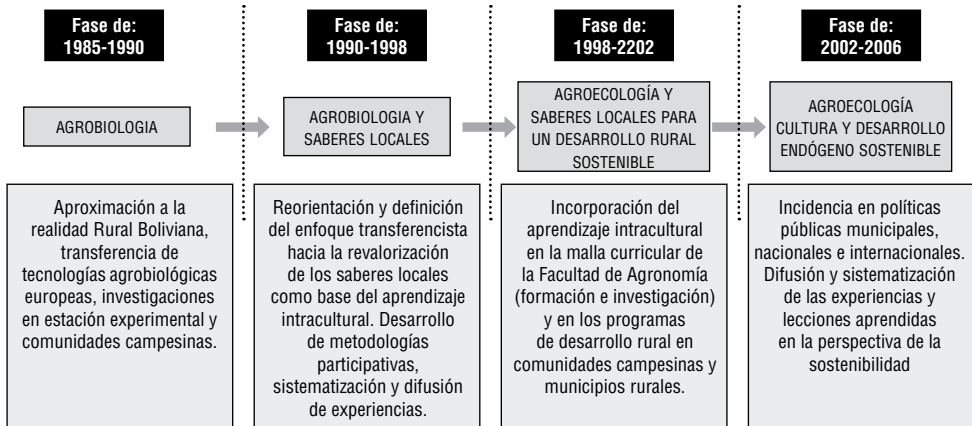 Fase de:
1985-1990
AGROBIOLOGIA
Aproximación a la
realidad Rural Boliviana,
transferencia de
tecnologías agrobiológicas
europeas, investigaciones
en estación experimental y
comunidades campesinas.
Fase de:
1990-1998
AGROBIOLOGIA Y
SABERES LOCALES
Reorientación y definición
del enfoque transferencista
hacia la revalorización
de los saberes locales
como base del aprendizaje
intracultural. Desarrollo
de metodologías
participativas,
sistematización y difusión
de experiencias.
Fase de:
1998-2202
AGROECOLOGÍA Y
SABERES LOCALES PARA
UN DESARROLLO RURAL
SOSTENIBLE
Incorporación del
aprendizaje intracultural
en la malla curricular de
la Facultad de Agronomía
(formación e investigación)
y en los programas
de desarrollo rural en
comunidades campesinas y
municipios rurales.
Fase de:
2002-2006
AGROECOLOGÍA
CULTURA Y DESARROLLO
ENDÓGENO SOSTENIBLE
Incidencia en políticas
públicas municipales,
nacionales e internacionales.
Difusión y sistematización
de las experiencias y
lecciones aprendidas
en la perspectiva de la
sostenibilidad